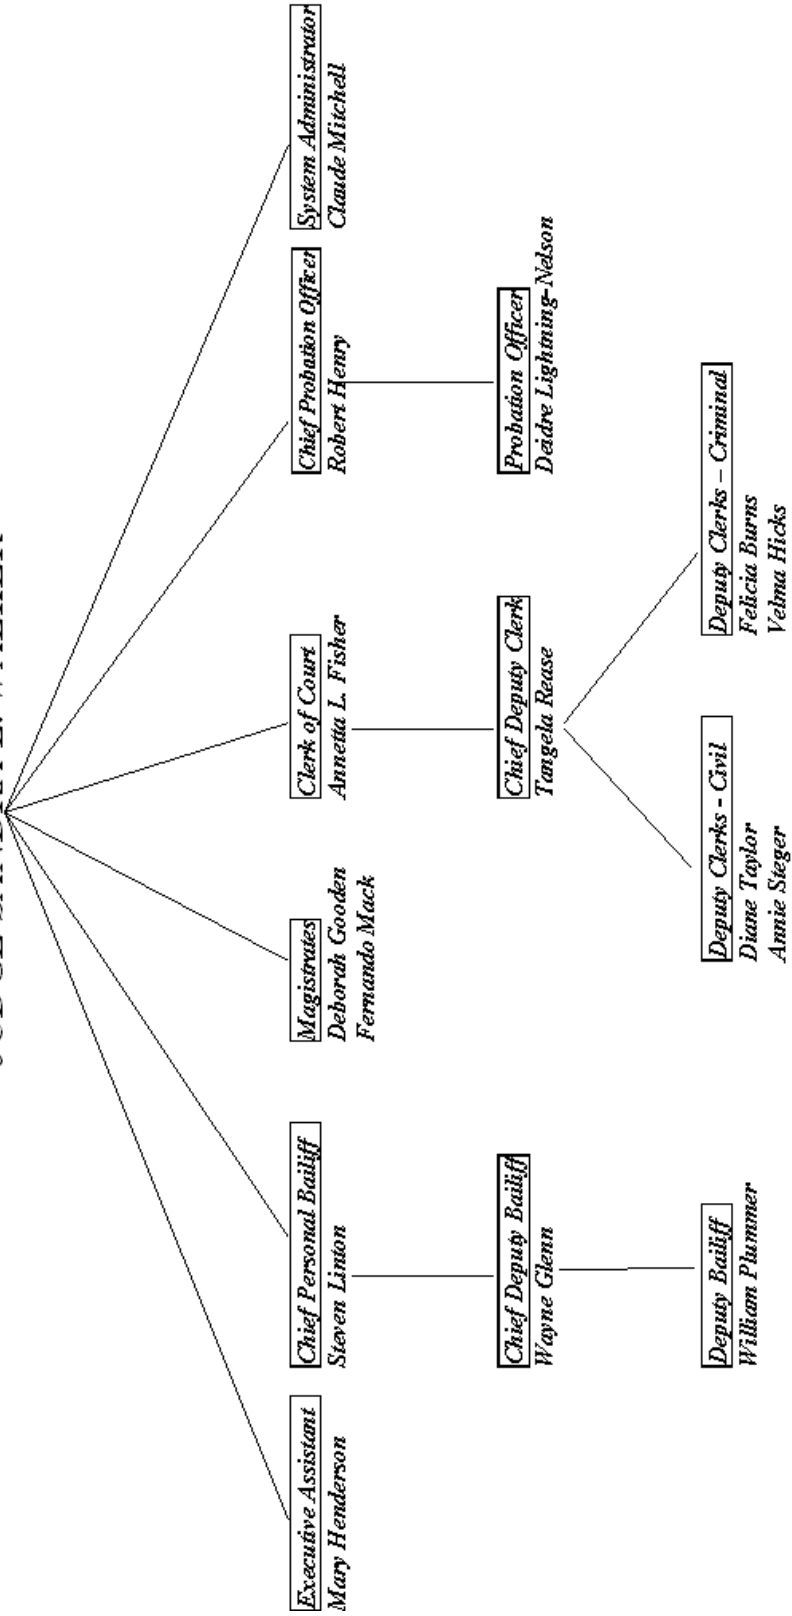 Executive Assistant
Mary Henderson
Chief Personal Bailiff
Steven Linton
Magistrates
Deborah Gooden
Fernando Mack
Clerk of Court
Annetta L. Fisher
Chief Probation Officer
Robert Henry
System Administrator
Claude Mitchell
Chief Deputy Bailiff
Wayne Glenn
Chief Deputy Clerk
Tangela Rease
Probation Officer
Deidre Lightning-Nelson
Deputy Bailiff
William Plummer
Deputy Clerks - Civil
Diane Taylor
Annie Steger
Deputy Clerks – Criminal
Felicia Burns
Velma Hicks